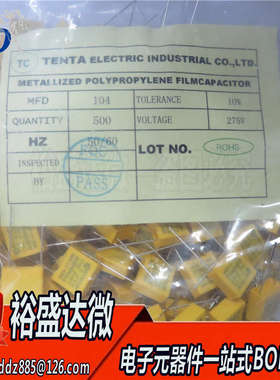 TC TENTA ELECTRIC INDUSTRIAL CO.,LTD.
METALLIZED POLYPROPYLENE FILMCAPACITOR
MFD 104 TOLERANCE 10%
QUANTITY 500 VOLTAGE 275V
HZ 50/60 LOT NO. ROHS
INSPECTED
BY PASS
裕盛达微
ddz885@126.com
电子元器件一站式BO